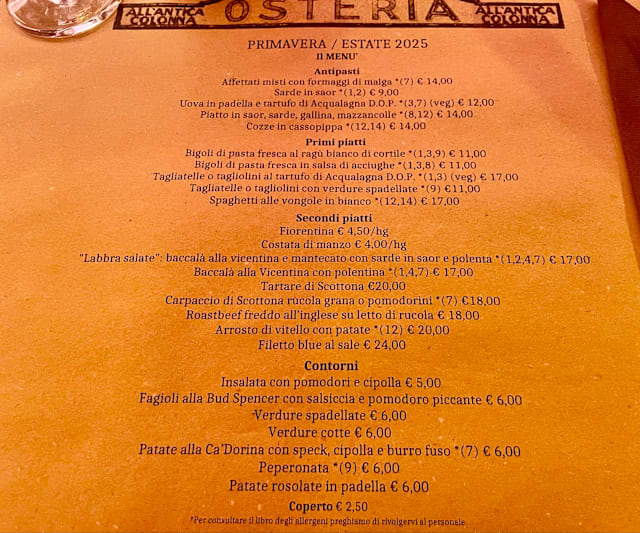 OSTERIA
ALL'ANTICA COLONNA
ALL'ANTICA COLONNA
PRIMAVERA / ESTATE 2025
Il MENU'
Antipasti
Affettati misti con formaggi di malga *(7) € 14,00
Sarde in saor *(1,2) € 9,00
Uova in padella e tartufo di Acqualagna D.O.P. *(3,7) (veg) € 12,00
Piatto in saor, sarde, gallina, mazzancolle *(8,12) € 14,00
Cozze in cassopippa *(12,14) € 14,00
Primi piatti
Bigoli di pasta fresca al ragù bianco di cortile *(1,3,9) € 11,00
Bigoli di pasta fresca in salsa di acciughe *(1,3,8) € 11,00
Tagliatelle o tagliolini al tartufo di Acqualagna D.O.P. *(1,3) (veg) € 17,00
Tagliatelle o tagliolini con verdure spadellate *(9) €11,00
Spaghetti alle vongole in bianco *(12,14) € 17,00
Secondi piatti
Fiorentina € 4,50/hg
Costata di manzo € 4,00/hg
"Labbra salate": baccalà alla vicentina e mantecato con sarde in saor e polenta *(1,2,4,7) € 17,00
Baccalà alla Vicentina con polentina *(1,4,7) € 17,00
Tartare di Scottona €20,00
Carpaccio di Scottona rucola grana o pomodorini *(7) €18,00
Roastbeef freddo all'inglese su letto di rucola € 18,00
Arrosto di vitello con patate *(12) € 20,00
Filetto blue al sale € 24,00
Contorni
Insalata con pomodori e cipolla € 5,00
Fagioli alla Bud Spencer con salsiccia e pomodoro piccante € 6,00
Verdure spadellate € 6,00
Verdure cotte € 6,00
Patate alla Ca'Dorina con speck, cipolla e burro fuso *(7) € 6,00
Peperonata *(9) € 6,00
Patate rosolate in padella € 6,00
Coperto € 2,50
*Per consultare il libro degli allergeni preghiamo di rivolgervi al personale.